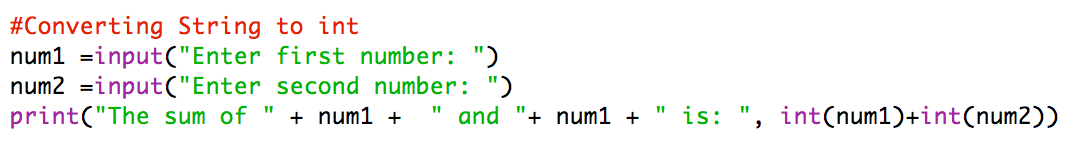 #Converting String to int
num1 =input("Enter first number: ")
num2 =input("Enter second number: ")
print("The sum of " + num1 +  " and "+ num1 + " is: ", int(num1)+int(num2))